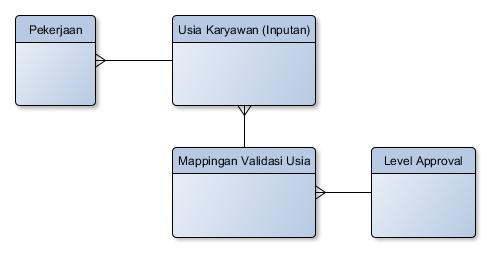 Pekerjaan
Usia Karyawan (Inputan)
Mappingan Validasi Usia
Level Approval